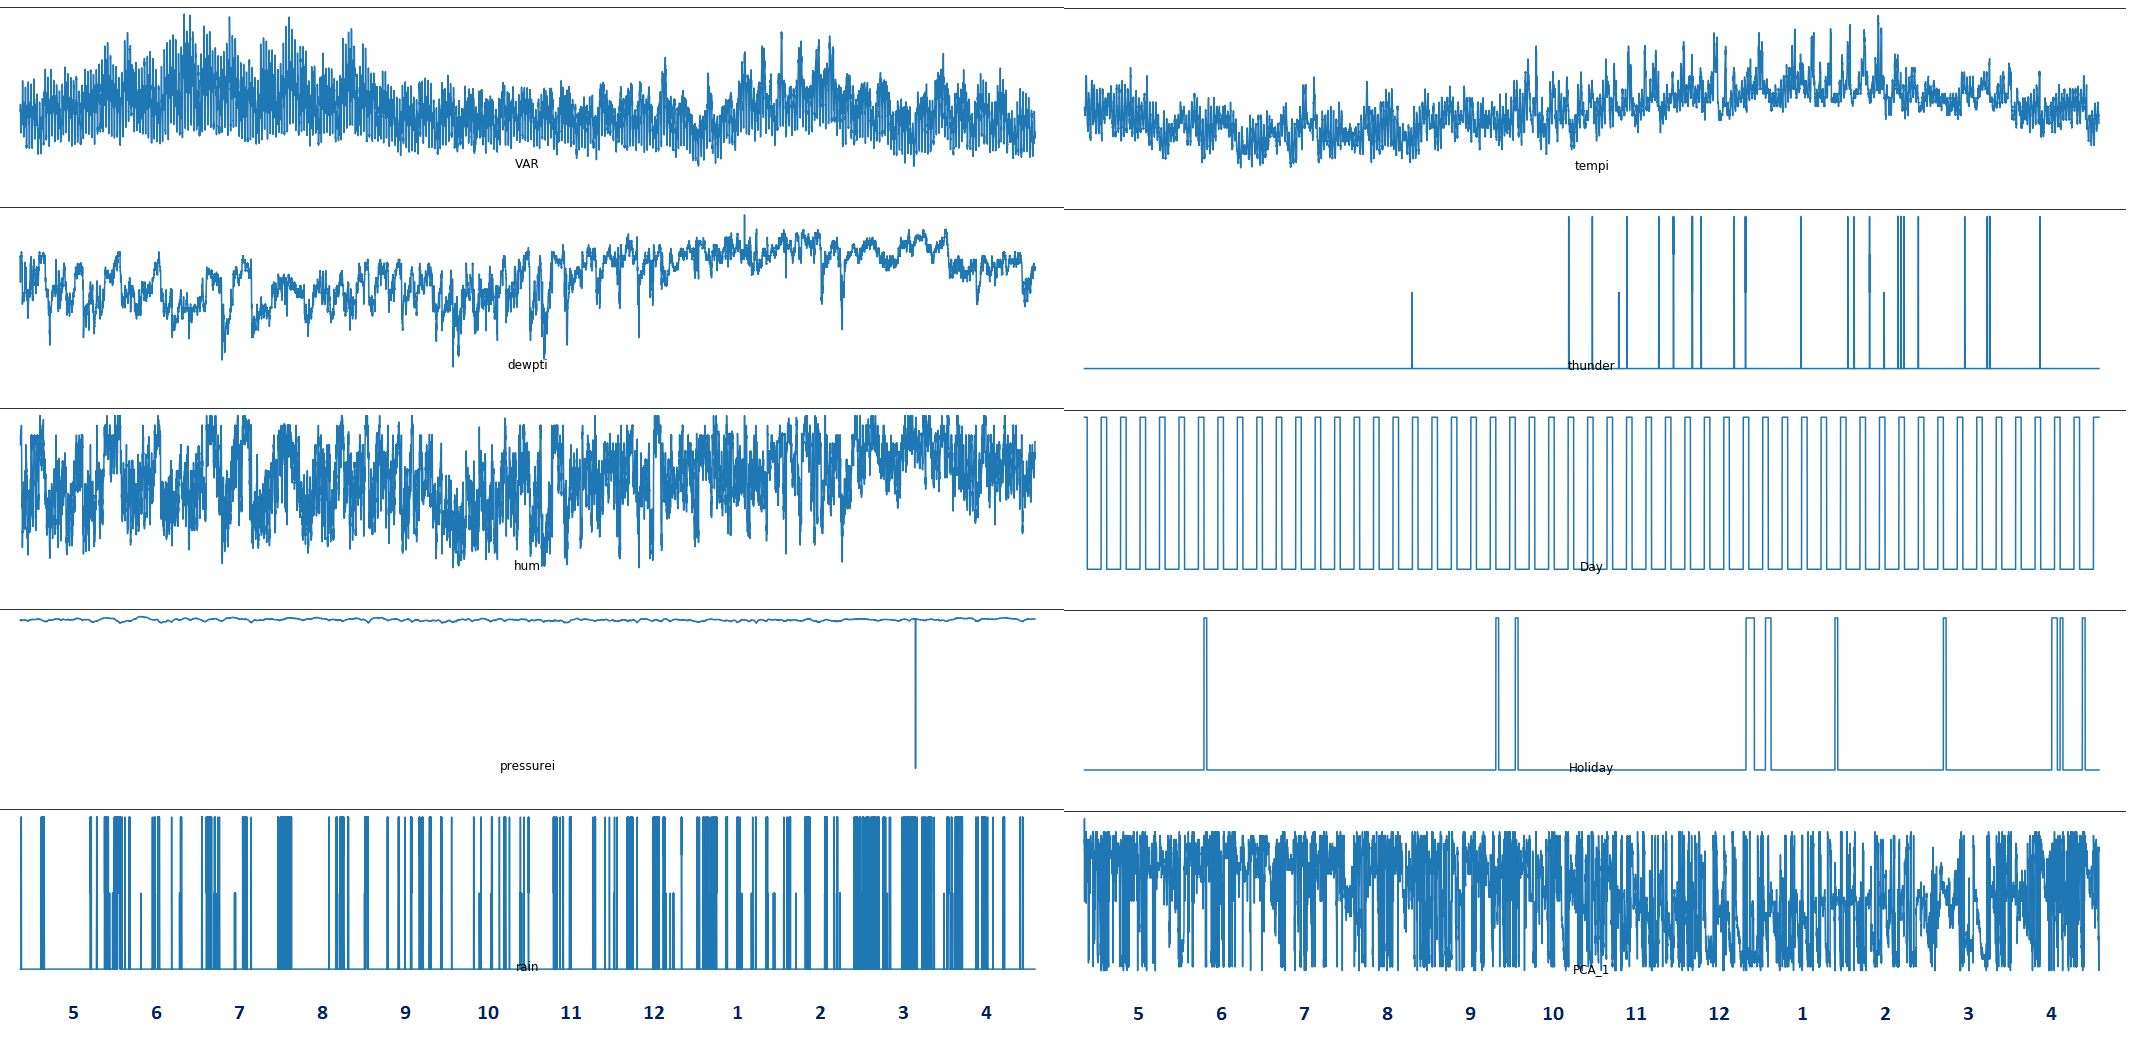 VAR
tempi
dewpti
thunder
hum
Day
pressurei
Holiday
rain
PCA_1
5 6 7 8 9 10 11 12 1 2 3 4
5 6 7 8 9 10 11 12 1 2 3 4